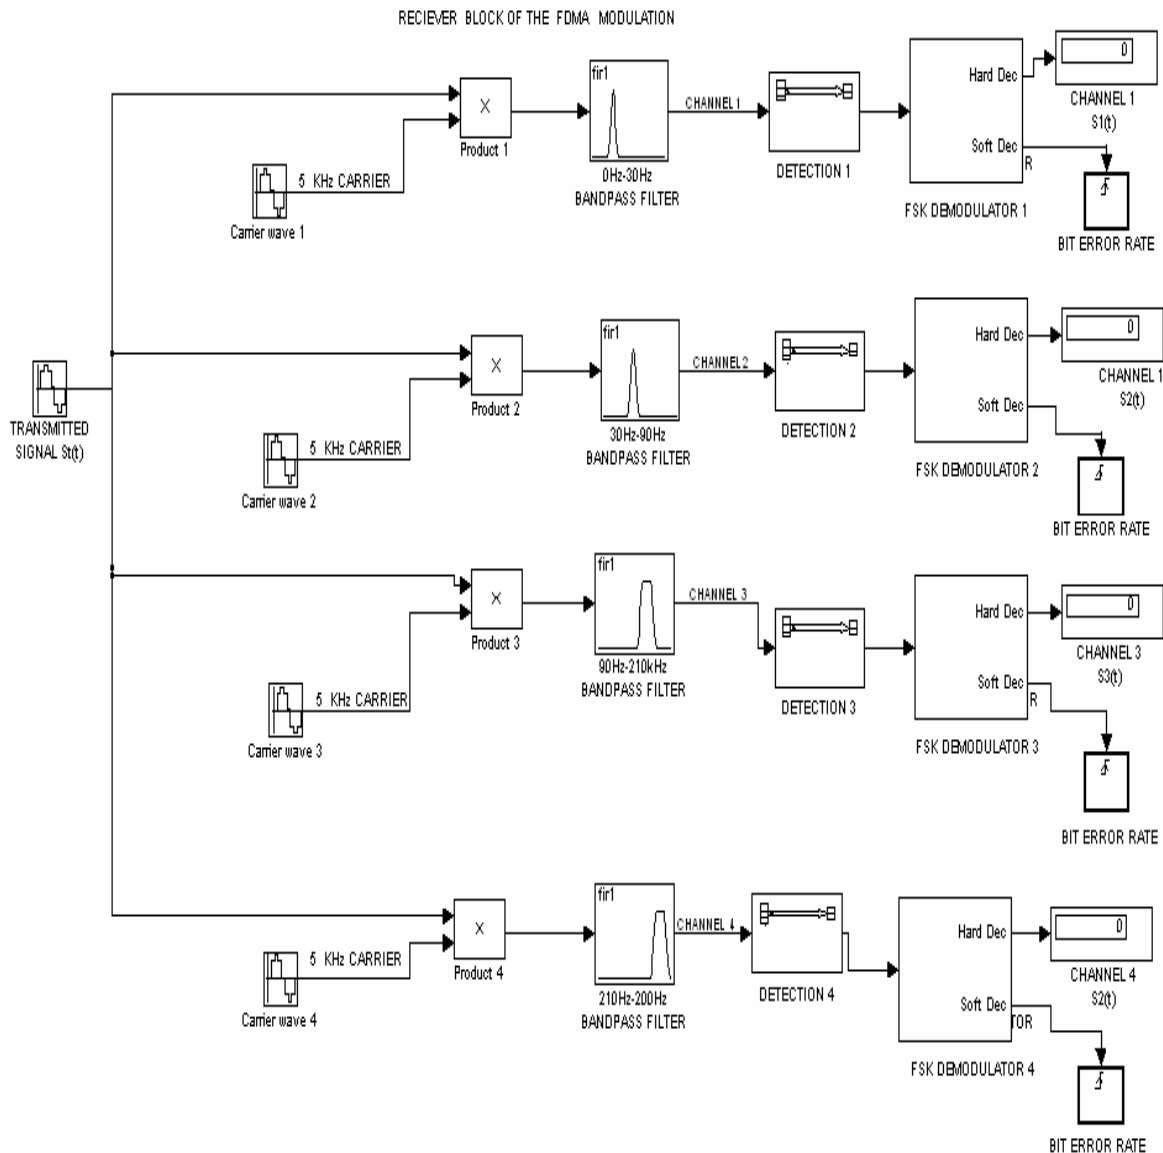 RECIEVER BLOCK OF THE FDMA MODULATION
fir1
Product 1
CHANNEL 1
0Hz-30Hz
BANDPASS FILTER
DETECTION 1
Hard Dec
Soft Dec
R
FSK DEMODULATOR 1
0
CHANNEL 1
S1(t)
BIT ERROR RATE
5 KHz CARRIER
Carrier wave 1
TRANSMITTED
SIGNAL St(t)
Product 2
fir1
CHANNEL 2
30Hz-90Hz
BANDPASS FILTER
DETECTION 2
Hard Dec
Soft Dec
FSK DEMODULATOR 2
0
CHANNEL 1
S2(t)
BIT ERROR RATE
5 KHz CARRIER
Carrier wave 2
Product 3
fir1
CHANNEL 3
90Hz-210kHz
BANDPASS FILTER
DETECTION 3
Hard Dec
Soft Dec
R
FSK DEMODULATOR 3
0
CHANNEL 3
S3(t)
BIT ERROR RATE
5 KHz CARRIER
Carrier wave 3
Product 4
fir1
CHANNEL 4
210Hz-200Hz
BANDPASS FILTER
DETECTION 4
Hard Dec
Soft Dec
TOR
FSK DEMODULATOR 4
0
CHANNEL 4
S2(t)
BIT ERROR RATE
5 KHz CARRIER
Carrier wave 4